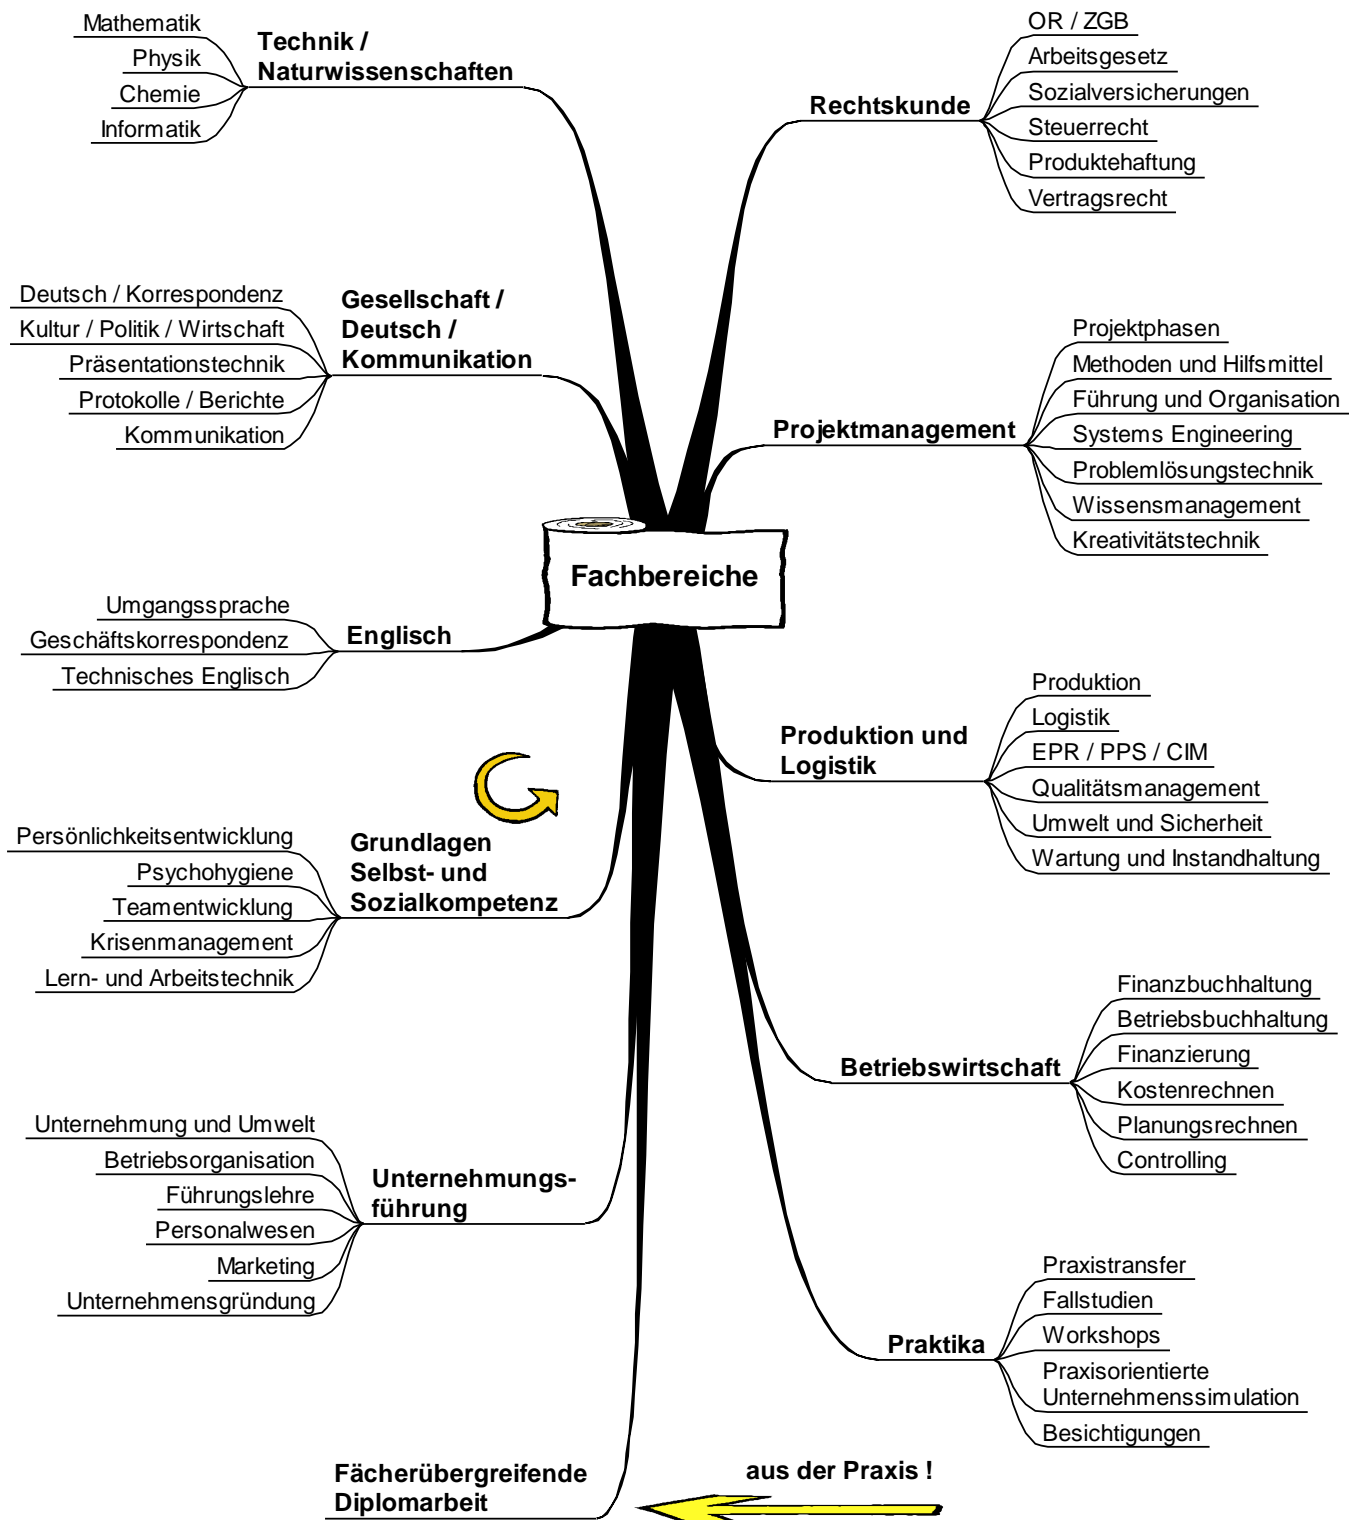 Fachbereiche
Technik /
Naturwissenschaften
Mathematik
Physik
Chemie
Informatik
Gesellschaft /
Deutsch /
Kommunikation
Deutsch / Korrespondenz
Kultur / Politik / Wirtschaft
Präsentationstechnik
Protokolle / Berichte
Kommunikation
Englisch
Umgangssprache
Geschäftskorrespondenz
Technisches Englisch
Grundlagen
Selbst- und
Sozialkompetenz
Persönlichkeitsentwicklung
Psychohygiene
Teamentwicklung
Krisenmanagement
Lern- und Arbeitstechnik
Unternehmungs-
führung
Unternehmung und Umwelt
Betriebsorganisation
Führungslehre
Personalwesen
Marketing
Unternehmensgründung
Fächerübergreifende
Diplomarbeit
aus der Praxis !
Rechtskunde
OR / ZGB
Arbeitsgesetz
Sozialversicherungen
Steuerrecht
Produktehaftung
Vertragsrecht
Projektmanagement
Projektphasen
Methoden und Hilfsmittel
Führung und Organisation
Systems Engineering
Problemlösungstechnik
Wissensmanagement
Kreativitätstechnik
Produktion und
Logistik
Produktion
Logistik
EPR / PPS / CIM
Qualitätsmanagement
Umwelt und Sicherheit
Wartung und Instandhaltung
Betriebswirtschaft
Finanzbuchhaltung
Betriebsbuchhaltung
Finanzierung
Kostenrechnen
Planungsrechnen
Controlling
Praktika
Praxistransfer
Fallstudien
Workshops
Praxisorientierte
Unternehmenssimulation
Besichtigungen